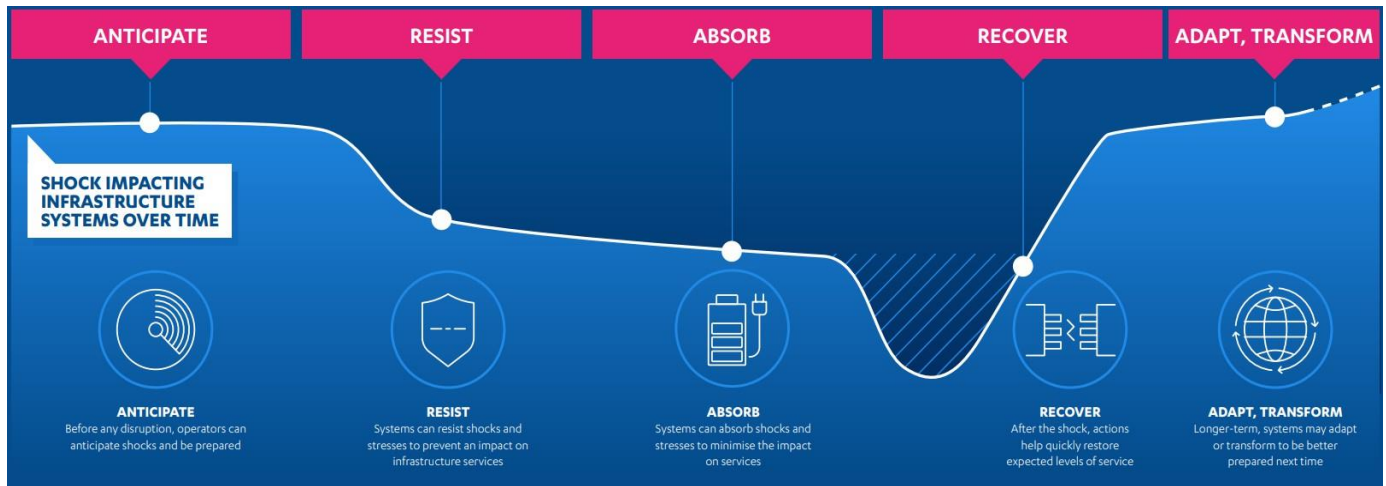 ANTICIPATE
RESIST
ABSORB
RECOVER
ADAPT, TRANSFORM
SHOCK IMPACTING
INFRASTRUCTURE
SYSTEMS OVER TIME
ANTICIPATE
Before any disruption, operators can
anticipate shocks and be prepared
RESIST
Systems can resist shocks and
stresses to prevent an impact on
infrastructure services
ABSORB
Systems can absorb shocks and
stresses to minimise the impact
on services
RECOVER
After the shock, actions
help quickly restore
expected levels of service
ADAPT, TRANSFORM
Longer-term, systems may adapt
or transform to be better
prepared next time